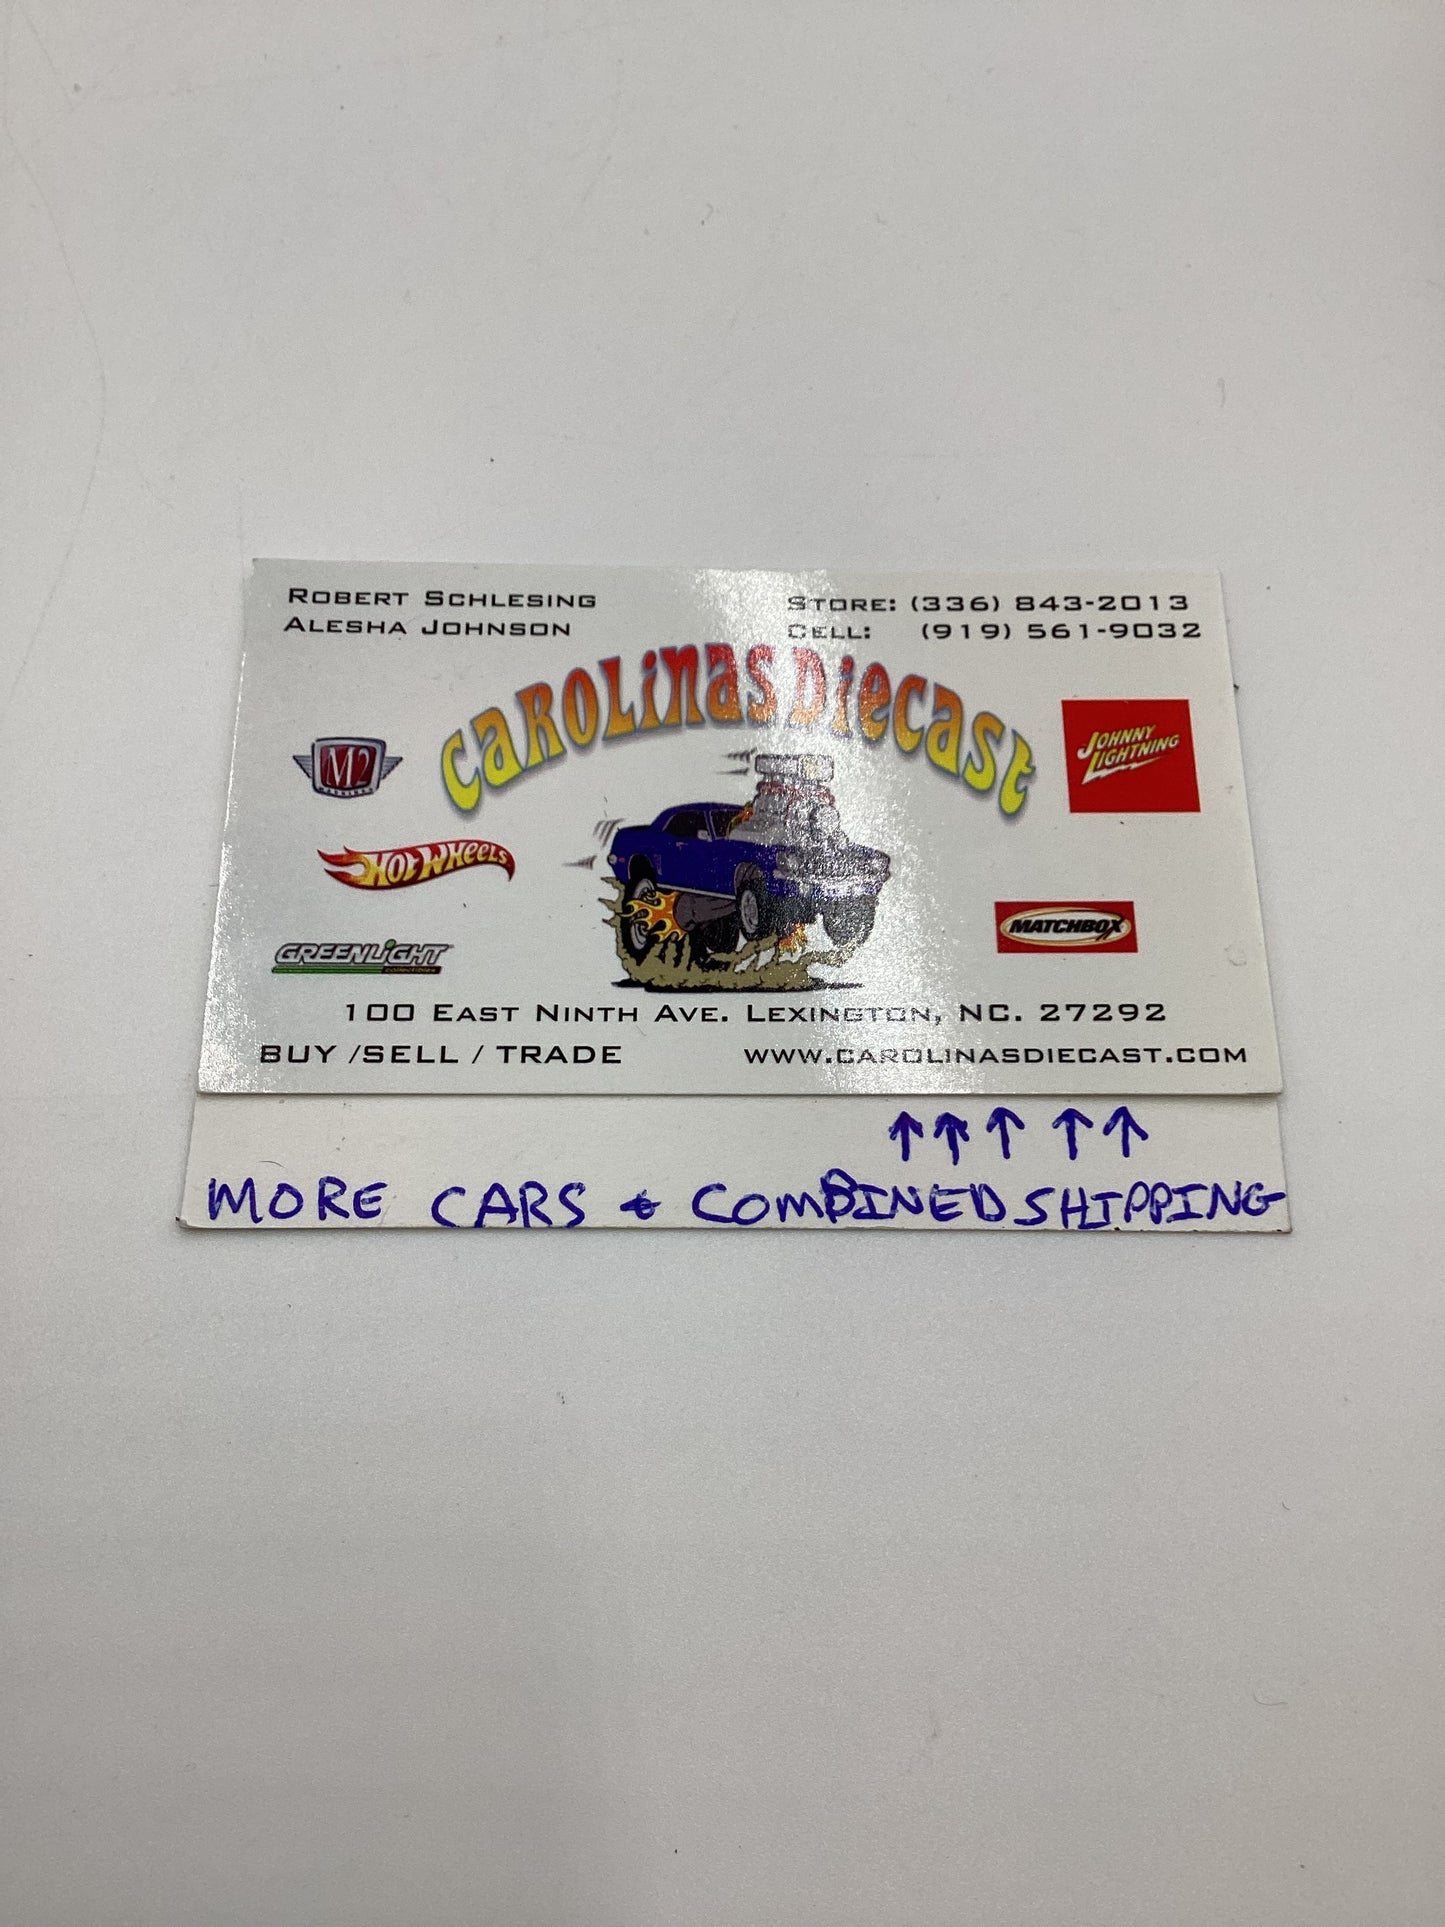 ROBERT SCHLESING
ALESHA JOHNSON
STORE: (336) 843-2013
CELL: (919) 561-9032
CAROLINAS DIECAST
M2
MACHINES
JOHNNY
LIGHTNING
HOT WHEELS
MATCHBOX
GREENLIGHT
collectibles
100 EAST NINTH AVE. LEXINGTON, NC. 27292
BUY /SELL / TRADE
WWW.CAROLINASDIECAST.COM
↑↑↑ ↑↑
MORE CARS & COMBINED SHIPPING